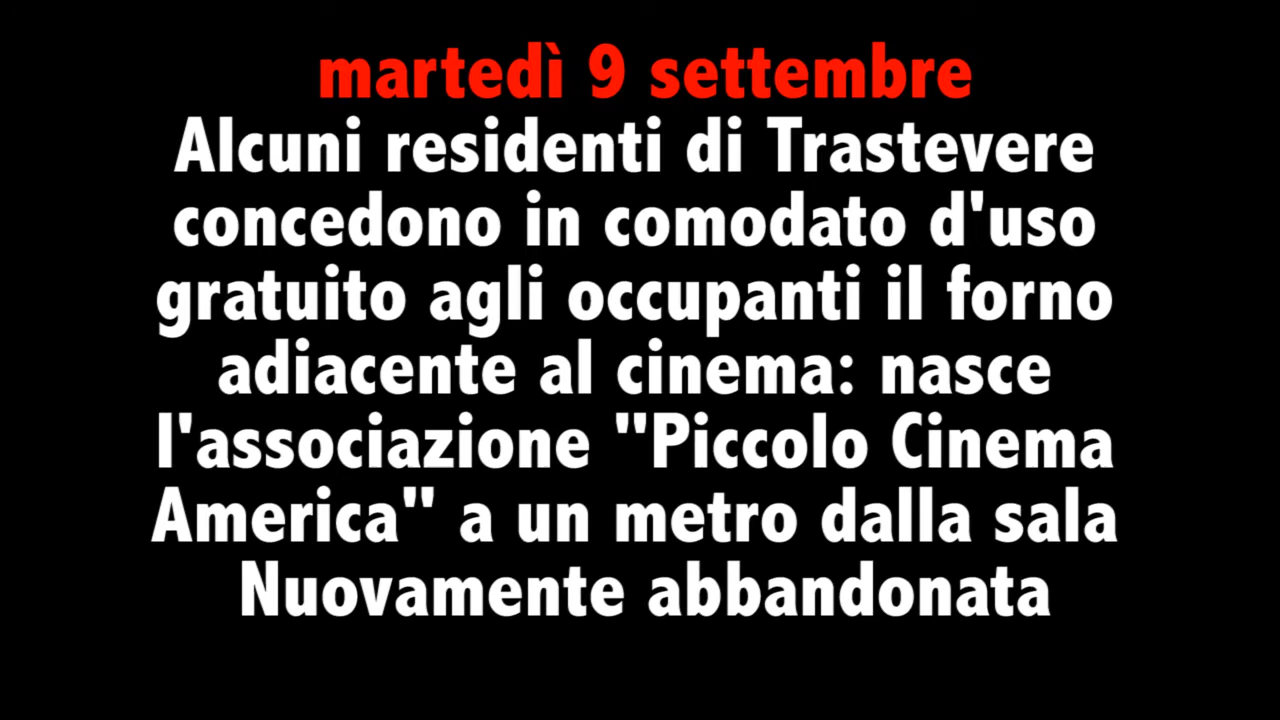 martedì 9 settembre
Alcuni residenti di Trastevere
concedono in comodato d'uso
gratuito agli occupanti il forno
adiacente al cinema: nasce
l'associazione "Piccolo Cinema
America" a un metro dalla sala
Nuovamente abbandonata